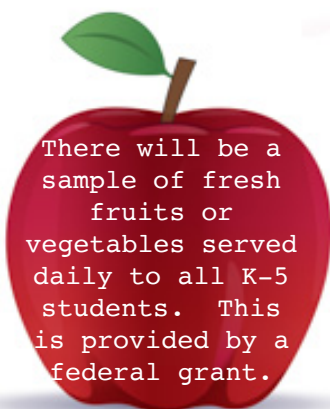 There will be a
sample of fresh
fruits or
vegetables served
daily to all K-5
students.  This
is provided by a
federal grant.